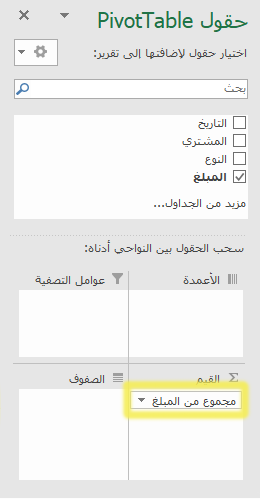 حقول PivotTable
اختيار حقول لإضافتها إلى تقرير:
بحث
التاريخ
المشتري
النوع
المبلغ
مزيد من الجداول...
سحب الحقول بين النواحي أدناه:
الأعمدة
عوامل التصفية
القيم
الصفوف
مجموع من المبلغ